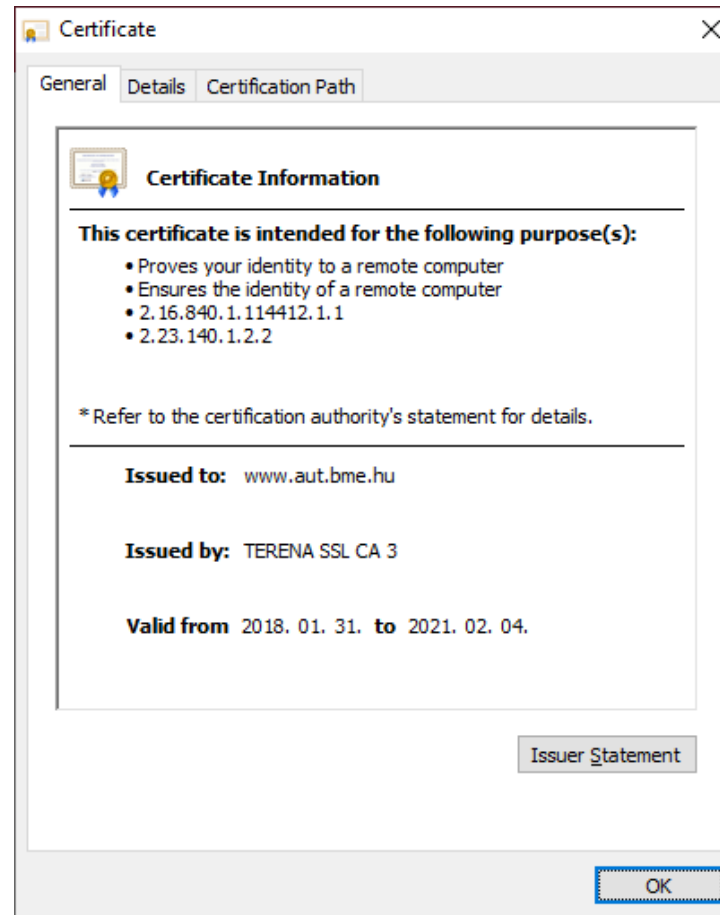 Certificate
General Details Certification Path
Certificate Information
This certificate is intended for the following purpose(s):
• Proves your identity to a remote computer
• Ensures the identity of a remote computer
• 2.16.840.1.114412.1.1
• 2.23.140.1.2.2
* Refer to the certification authority's statement for details.
Issued to: www.aut.bme.hu
Issued by: TERENA SSL CA 3
Valid from 2018. 01. 31. to 2021. 02. 04.
Issuer Statement
OK